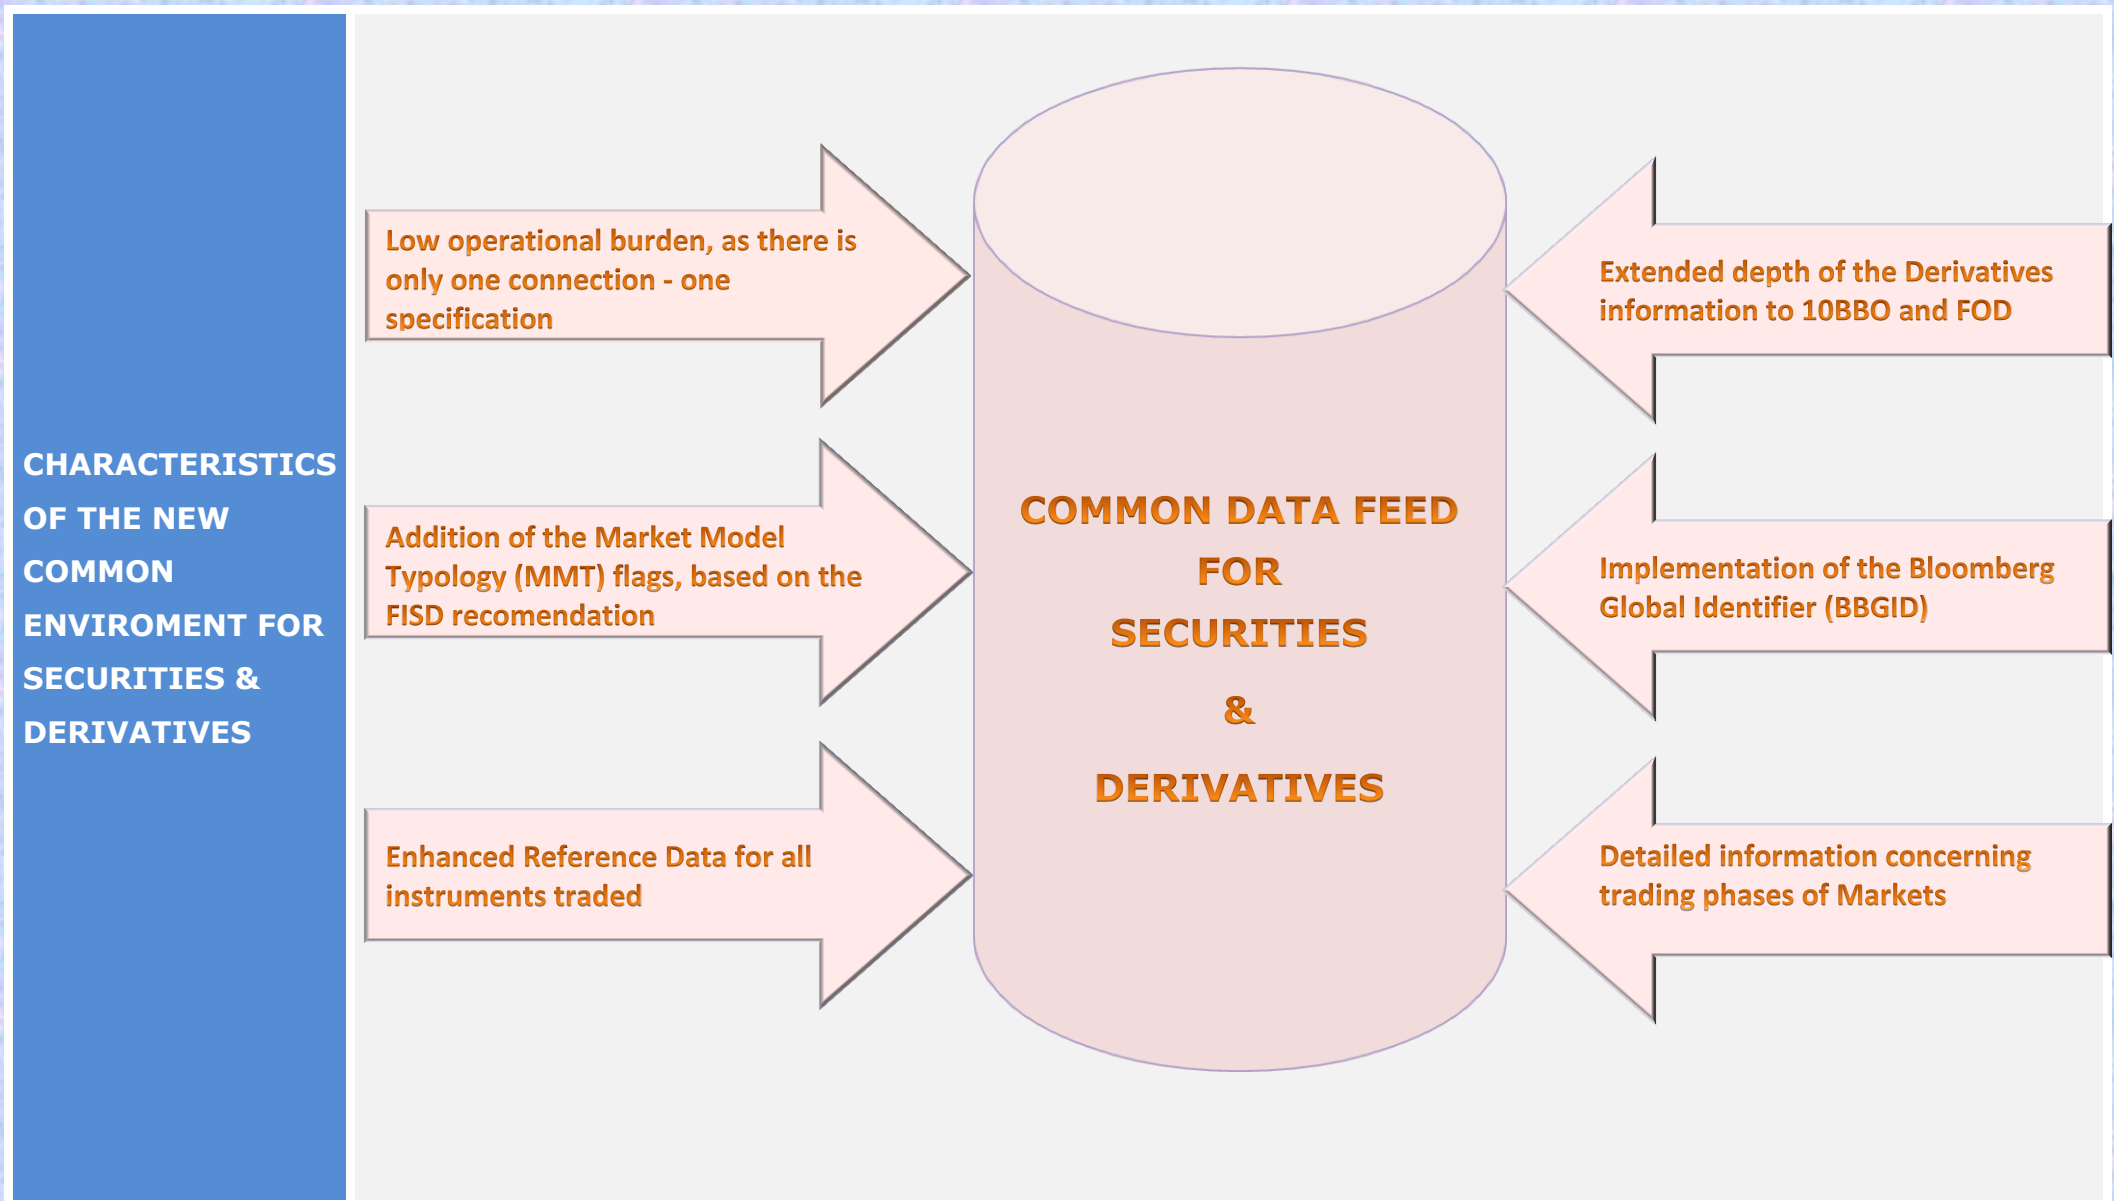 CHARACTERISTICS
OF THE NEW
COMMON
ENVIROMENT FOR
SECURITIES &
DERIVATIVES
Low operational burden, as there is
only one connection - one
specification
Addition of the Market Model
Typology (MMT) flags, based on the
FISD recomendation
Enhanced Reference Data for all
instruments traded
COMMON DATA FEED
FOR
SECURITIES
&
DERIVATIVES
Extended depth of the Derivatives
information to 10BBO and FOD
Implementation of the Bloomberg
Global Identifier (BBGID)
Detailed information concerning
trading phases of Markets